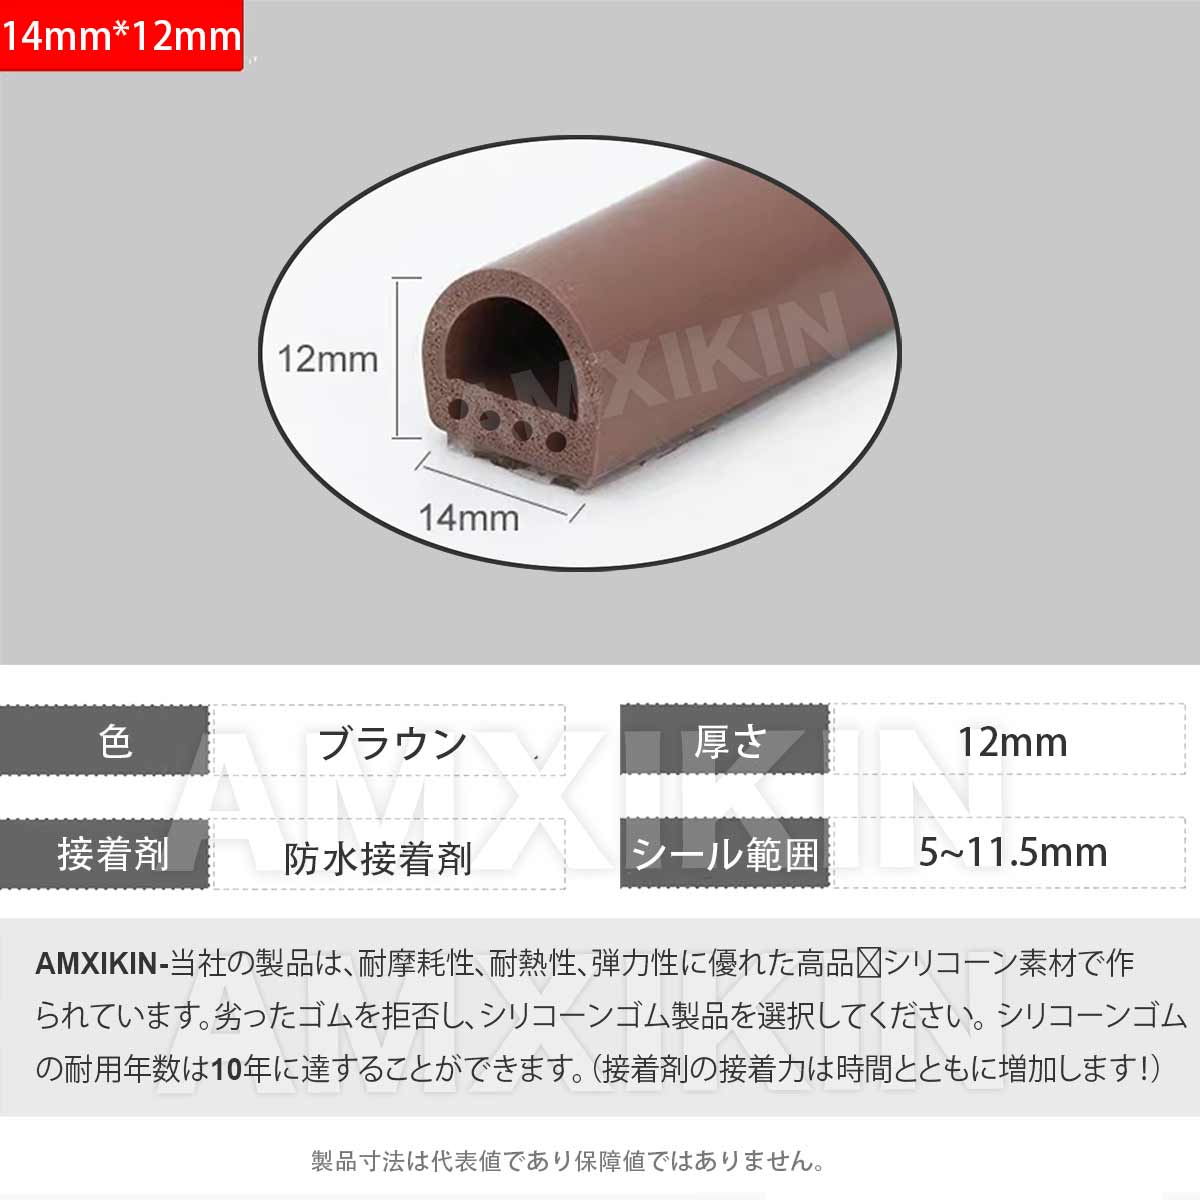 14mm*12mm
12mm
AMXIKIN
14mm
色 ブラウン
厚さ 12mm
接着剤 防水接着剤
シール範囲 5~11.5mm
AMXIKIN
AMXIKIN-当社の製品は、耐摩耗性、耐熱性、弾力性に優れた高品☒シリコーン素材で作
られています。劣ったゴムを拒否し、シリコーンゴム製品を選択してください。 シリコーンゴム
の耐用年数は10年に達することができます。（接着剤の接着力は時間とともに増加します!）
AMXIKIN
製品寸法は代表値であり保障値ではありません。